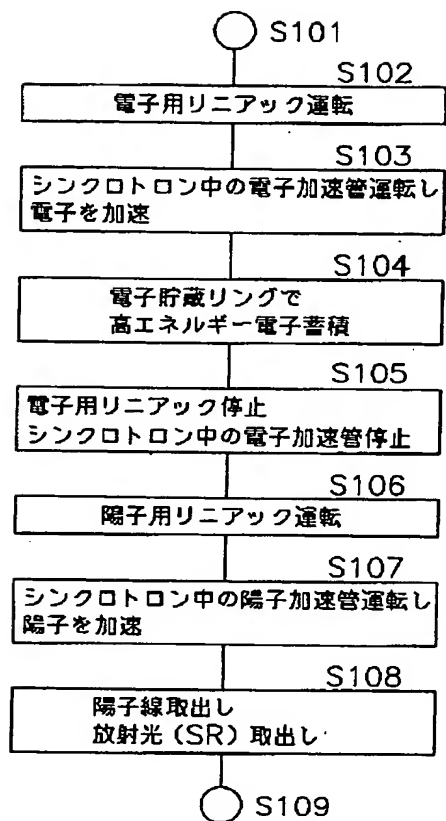 S101
S102
電子用リニアック運転
S103
シンクロトロン中の電子加速管運転し
電子を加速
S104
電子貯蔵リングで
高エネルギー電子蓄積
S105
電子用リニアック停止
シンクロトロン中の電子加速管停止
S106
陽子用リニアック運転
S107
シンクロトロン中の陽子加速管運転し
陽子を加速
S108
陽子線取出し
放射光(SR)取出し
S109